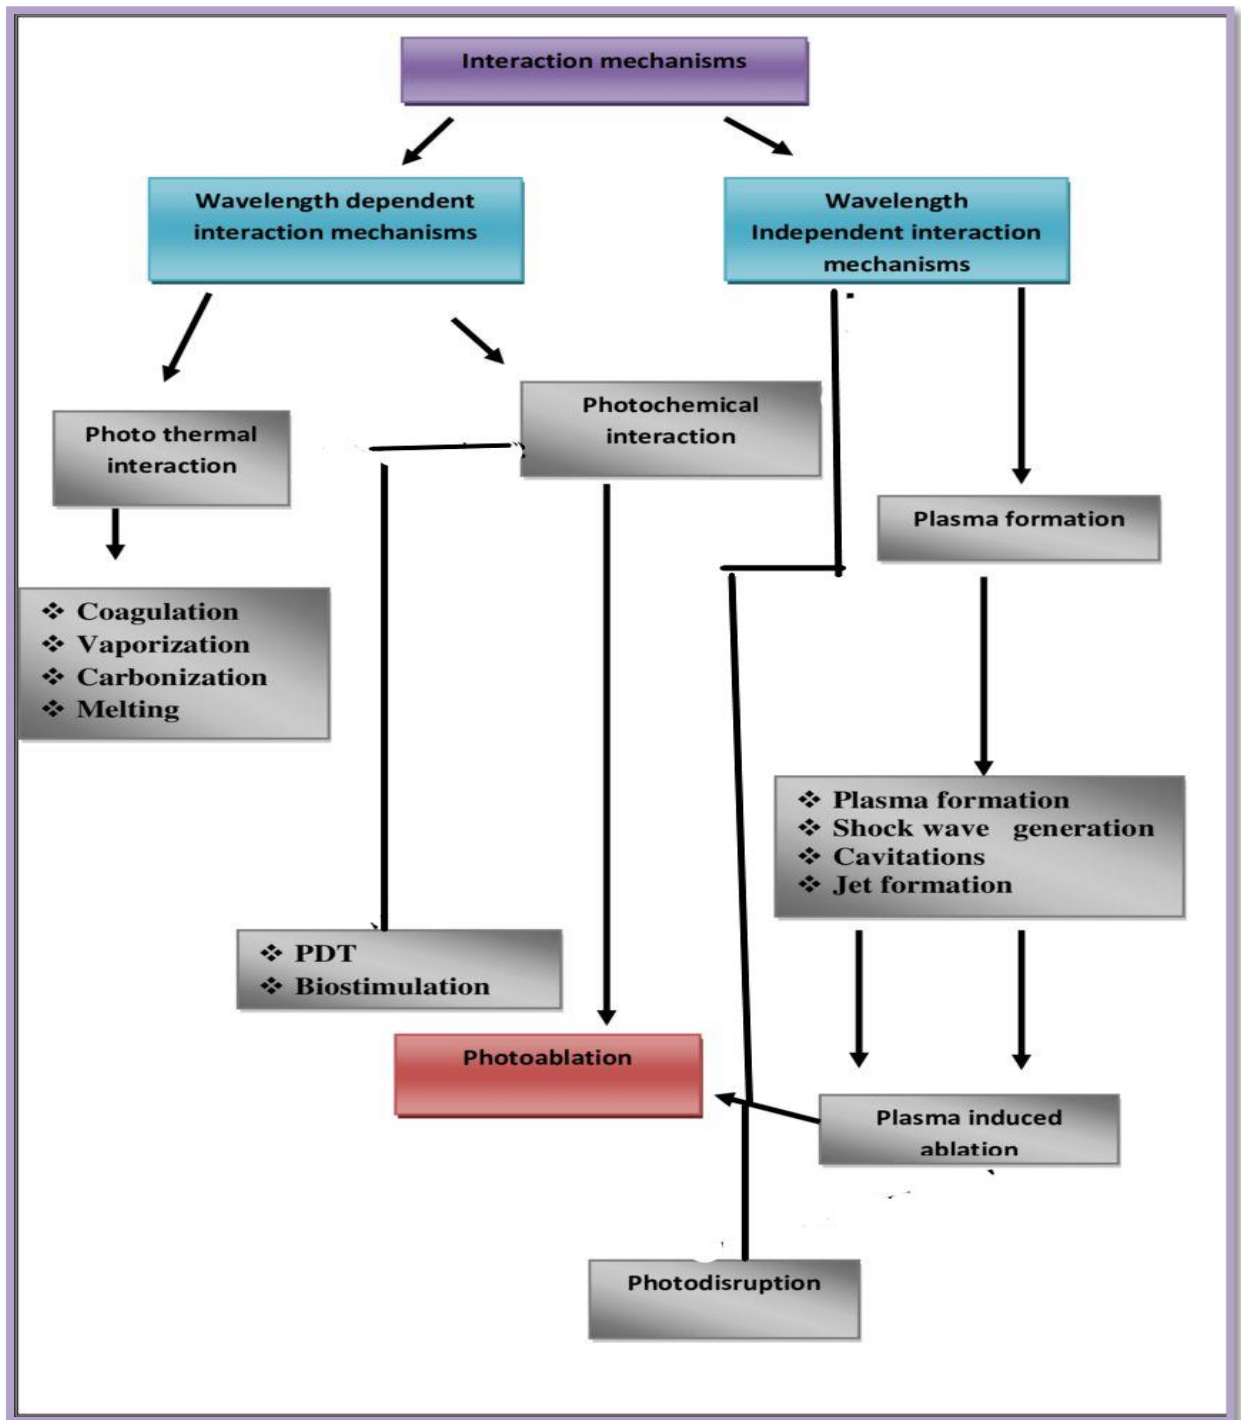 Interaction mechanisms
Wavelength dependent
interaction mechanisms
Wavelength
Independent interaction
mechanisms
Photo thermal
interaction
Photochemical
interaction
Plasma formation
❖ Coagulation
❖ Vaporization
❖ Carbonization
❖ Melting
❖ Plasma formation
❖ Shock wave generation
❖ Cavitations
❖ Jet formation
❖ PDT
❖ Biostimulation
Photoablation
Plasma induced
ablation
Photodisruption